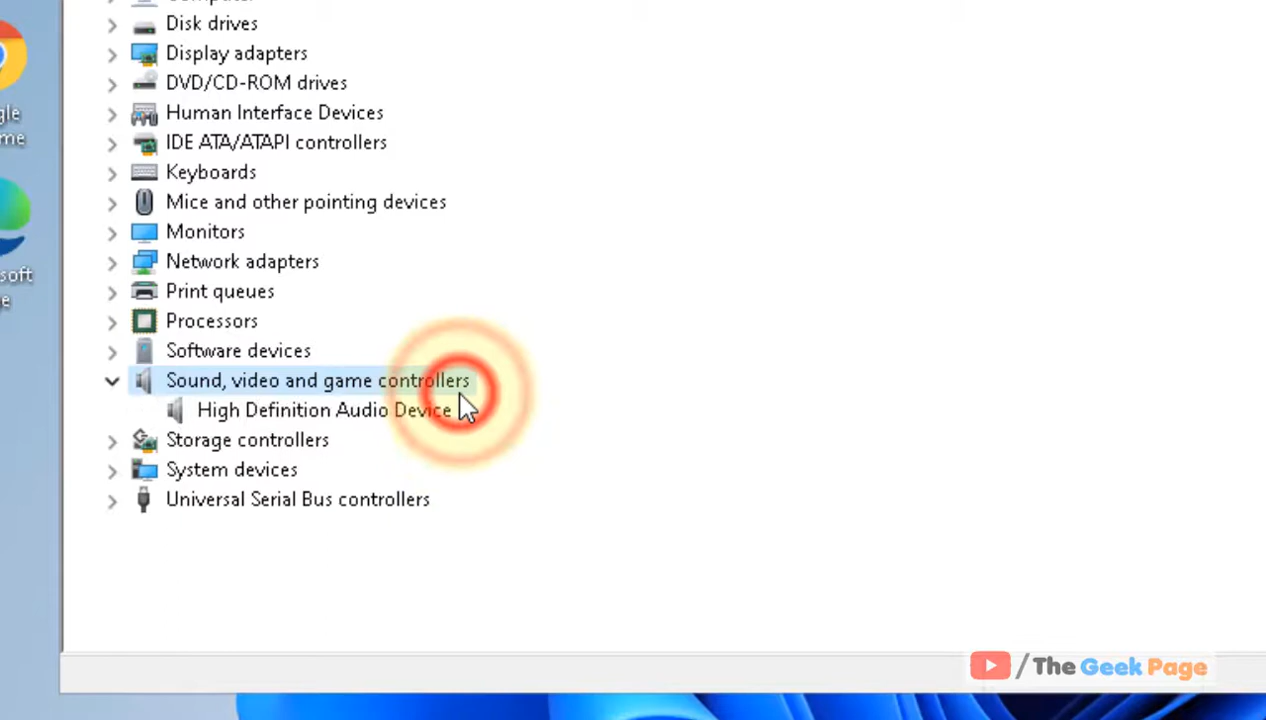 Disk drives
Display adapters
DVD/CD-ROM drives
Human Interface Devices
IDE ATA/ATAPI controllers
Keyboards
Mice and other pointing devices
Monitors
Network adapters
Print queues
Processors
Software devices
Sound, video and game controllers
High Definition Audio Device
Storage controllers
System devices
Universal Serial Bus controllers
/The Geek Page